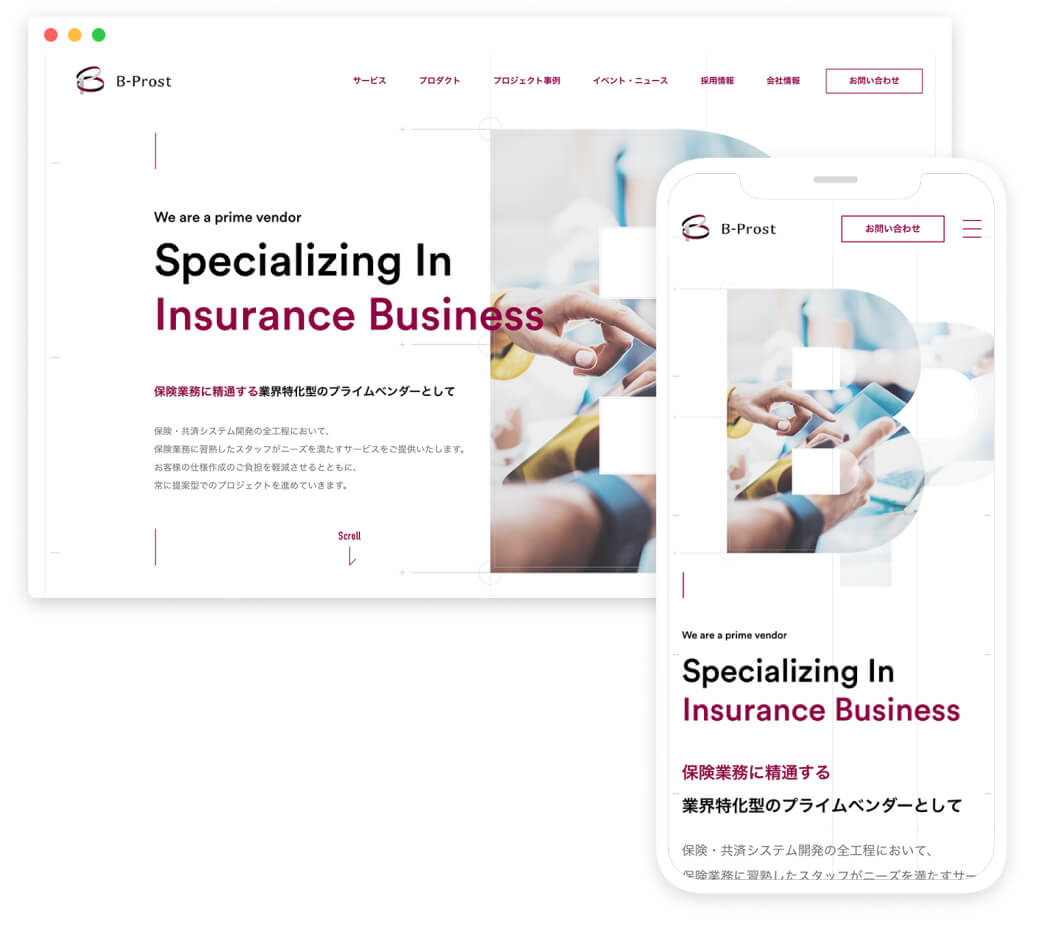 B-Prost
サービス
プロダクト
プロジェクト事例
イベント・ニュース
採用情報
会社情報
お問い合わせ
We are a prime vendor
Specializing In
Insurance Business
保険業務に精通する業界特化型のプライムベンダーとして
保険・共済システム開発の全工程において、
保険業務に習熟したスタッフがニーズを満たすサービスをご提供いたします。
お客様の仕様作成のご負担を軽減させるとともに、
常に提案型でのプロジェクトを進めていきます。
Scroll
B-Prost
お問い合わせ
We are a prime vendor
Specializing In
Insurance Business
保険業務に精通する
業界特化型のプライムベンダーとして
保険・共済システム開発の全工程において、
保険業務に習熟したスタッフがニーズを満たすサー